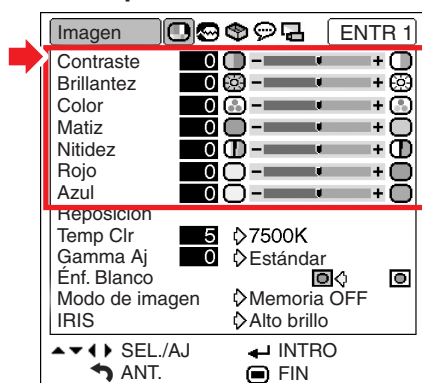 Imagen ENTR 1
Contraste 0 - +
Brillantez 0 - +
Color 0 - +
Matiz 0 - +
Nitidez 0 - +
Rojo 0 - +
Azul 0 - +
Reposición
Temp Clr 5 7500K
Gamma Aj 0 Estándar
Énf. Blanco
Modo de imagen Memoria OFF
IRIS Alto brillo
SEL./AJ INTRO
ANT. FIN